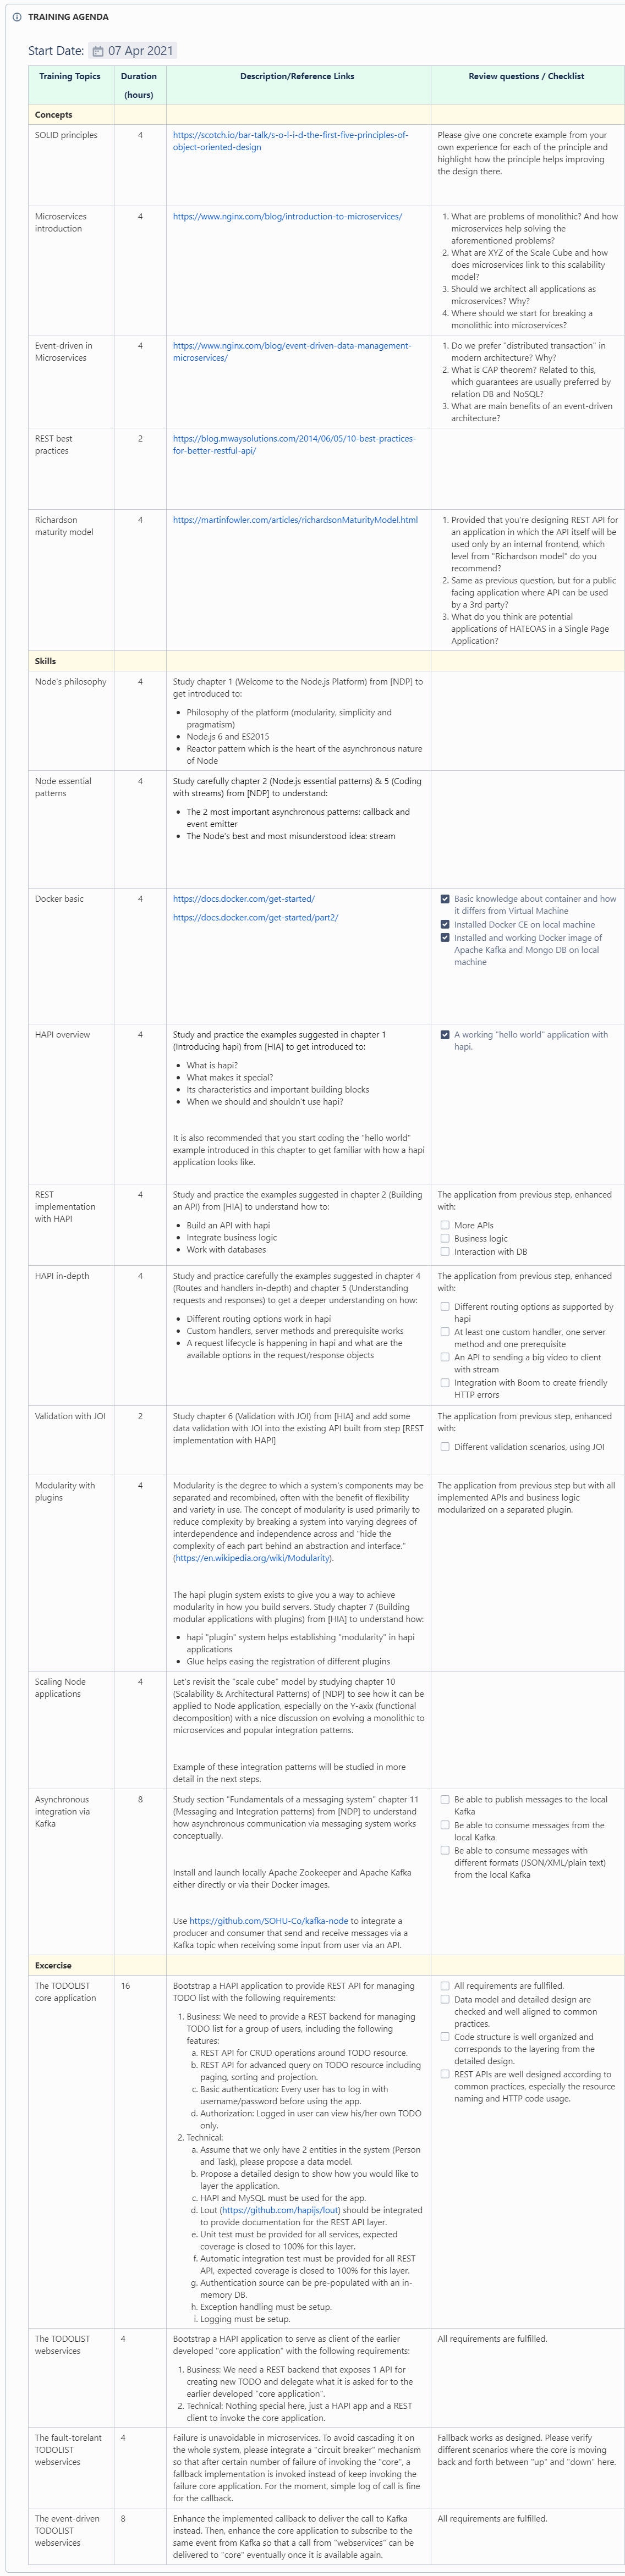 TRAINING AGENDA
Start Date: 07 Apr 2021
Training Topics
Duration
(hours)
Description/Reference Links
Review questions / Checklist
Concepts
SOLID principles
4
https://scotch.io/bar-talk/s-o-l-i-d-the-first-five-principles-of-
object-oriented-design
Please give one concrete example from your
own experience for each of the principle and
highlight how the principle helps improving
the design there.
Microservices
introduction
4
https://www.nginx.com/blog/introduction-to-microservices/
1. What are problems of monolithic? And how
microservices help solving the
aforementioned problems?
2. What are XYZ of the Scale Cube and how
does microservices link to this scalability
model?
3. Should we architect all applications as
microservices? Why?
4. Where should we start for breaking a
monolithic into microservices?
Event-driven in
Microservices
4
https://www.nginx.com/blog/event-driven-data-management-
microservices/
1. Do we prefer "distributed transaction" in
modern architecture? Why?
2. What is CAP theorem? Related to this,
which guarantees are usually preferred by
relation DB and NoSQL?
3. What are main benefits of an event-driven
architecture?
REST best
practices
2
https://blog.mwaysolutions.com/2014/06/05/10-best-practices-
for-better-restful-api/
Richardson
maturity model
4
https://martinfowler.com/articles/richardsonMaturityModel.html
1. Provided that you're designing REST API for
an application in which the API itself will be
used only by an internal frontend, which
level from "Richardson model" do you
recommend?
2. Same as previous question, but for a public
facing application where API can be used
by a 3rd party?
3. What do you think are potential
applications of HATEOAS in a Single Page
Application?
Skills
Node's philosophy
4
Study chapter 1 (Welcome to the Node.js Platform) from [NDP] to
get introduced to:
• Philosophy of the platform (modularity, simplicity and
pragmatism)
• Node.js 6 and ES2015
• Reactor pattern which is the heart of the asynchronous nature
of Node
Node essential
patterns
4
Study carefully chapter 2 (Node.js essential patterns) & 5 (Coding
with streams) from [NDP] to understand:
• The 2 most important asynchronous patterns: callback and
event emitter
• The Node's best and most misunderstood idea: stream
Docker basic
4
https://docs.docker.com/get-started/
https://docs.docker.com/get-started/part2/
Basic knowledge about container and how
it differs from Virtual Machine
Installed Docker CE on local machine
Installed and working Docker image of
Apache Kafka and Mongo DB on local
machine
HAPI overview
4
Study and practice the examples suggested in chapter 1
(Introducing hapi) from [HIA] to get introduced to:
• What is hapi?
• What makes it special?
• Its characteristics and important building blocks
• When we should and shouldn't use hapi?
It is also recommended that you start coding the "hello world"
example introduced in this chapter to get familiar with how a hapi
application looks like.
A working "hello world" application with
hapi.
REST
implementation
with HAPI
4
Study and practice the examples suggested in chapter 2 (Building
an API) from [HIA] to understand how to:
• Build an API with hapi
• Integrate business logic
• Work with databases
The application from previous step, enhanced
with:
More APIs
Business logic
Interaction with DB
HAPI in-depth
4
Study and practice carefully the examples suggested in chapter 4
(Routes and handlers in-depth) and chapter 5 (Understanding
requests and responses) to get a deeper understanding on how:
• Different routing options work in hapi
• Custom handlers, server methods and prerequisite works
• A request lifecycle is happening in hapi and what are the
available options in the request/response objects
The application from previous step, enhanced
with:
Different routing options as supported by
hapi
At least one custom handler, one server
method and one prerequisite
An API to sending a big video to client
with stream
Integration with Boom to create friendly
HTTP errors
Validation with JOI
2
Study chapter 6 (Validation with JOI) from [HIA] and add some
data validation with JOI into the existing API built from step [REST
implementation with HAPI]
The application from previous step, enhanced
with:
Different validation scenarios, using JOI
Modularity with
plugins
4
Modularity is the degree to which a system's components may be
separated and recombined, often with the benefit of flexibility
and variety in use. The concept of modularity is used primarily to
reduce complexity by breaking a system into varying degrees of
interdependence and independence across and "hide the
complexity of each part behind an abstraction and interface."
(https://en.wikipedia.org/wiki/Modularity).
The hapi plugin system exists to give you a way to achieve
modularity in how you build servers. Study chapter 7 (Building
modular applications with plugins) from [HIA] to understand how:
• hapi "plugin" system helps establishing "modularity" in hapi
applications
• Glue helps easing the registration of different plugins
The application from previous step but with all
implemented APIs and business logic
modularized on a separated plugin.
Scaling Node
applications
4
Let's revisit the "scale cube" model by studying chapter 10
(Scalability & Architectural Patterns) of [NDP] to see how it can be
applied to Node application, especially on the Y-axix (functional
decomposition) with a nice discussion on evolving a monolithic to
microservices and popular integration patterns.
Example of these integration patterns will be studied in more
detail in the next steps.
Asynchronous
integration via
Kafka
8
Study section "Fundamentals of a messaging system" chapter 11
(Messaging and Integration patterns) from [NDP] to understand
how asynchronous communication via messaging system works
conceptually.
Install and launch locally Apache Zookeeper and Apache Kafka
either directly or via their Docker images.
Use https://github.com/SOHU-Co/kafka-node to integrate a
producer and consumer that send and receive messages via a
Kafka topic when receiving some input from user via an API.
Be able to publish messages to the local
Kafka
Be able to consume messages from the
local Kafka
Be able to consume messages with
different formats (JSON/XML/plain text)
from the local Kafka
Excercise
The TODOLIST
core application
16
Bootstrap a HAPI application to provide REST API for managing
TODO list with the following requirements:
1. Business: We need to provide a REST backend for managing
TODO list for a group of users, including the following
features:
a. REST API for CRUD operations around TODO resource.
b. REST API for advanced query on TODO resource including
paging, sorting and projection.
c. Basic authentication: Every user has to log in with
username/password before using the app.
d. Authorization: Logged in user can view his/her own TODO
only.
2. Technical:
a. Assume that we only have 2 entities in the system (Person
and Task), please propose a data model.
b. Propose a detailed design to show how you would like to
layer the application.
c. HAPI and MySQL must be used for the app.
d. Lout (https://github.com/hapijs/lout) should be integrated
to provide documentation for the REST API layer.
e. Unit test must be provided for all services, expected
coverage is closed to 100% for this layer.
f. Automatic integration test must be provided for all REST
API, expected coverage is closed to 100% for this layer.
g. Authentication source can be pre-populated with an in-
memory DB.
h. Exception handling must be setup.
i. Logging must be setup.
All requirements are fullfiled.
Data model and detailed design are
checked and well aligned to common
practices.
Code structure is well organized and
corresponds to the layering from the
detailed design.
REST APIs are well designed according to
common practices, especially the resource
naming and HTTP code usage.
The TODOLIST
webservices
4
Bootstrap a HAPI application to serve as client of the earlier
developed "core application" with the following requirements:
1. Business: We need a REST backend that exposes 1 API for
creating new TODO and delegate what it is asked for to the
earlier developed "core application".
2. Technical: Nothing special here, just a HAPI app and a REST
client to invoke the core application.
All requirements are fulfilled.
The fault-torelant
TODOLIST
webservices
4
Failure is unavoidable in microservices. To avoid cascading it on
the whole system, please integrate a "circuit breaker" mechanism
so that after certain number of failure of invoking the "core", a
fallback implementation is invoked instead of keep invoking the
failure core application. For the moment, simple log of call is fine
for the callback.
Fallback works as designed. Please verify
different scenarios where the core is moving
back and forth between "up" and "down" here.
The event-driven
TODOLIST
webservices
8
Enhance the implemented callback to deliver the call to Kafka
instead. Then, enhance the core application to subscribe to the
same event from Kafka so that a call from "webservices" can be
delivered to "core" eventually once it is available again.
All requirements are fulfilled.